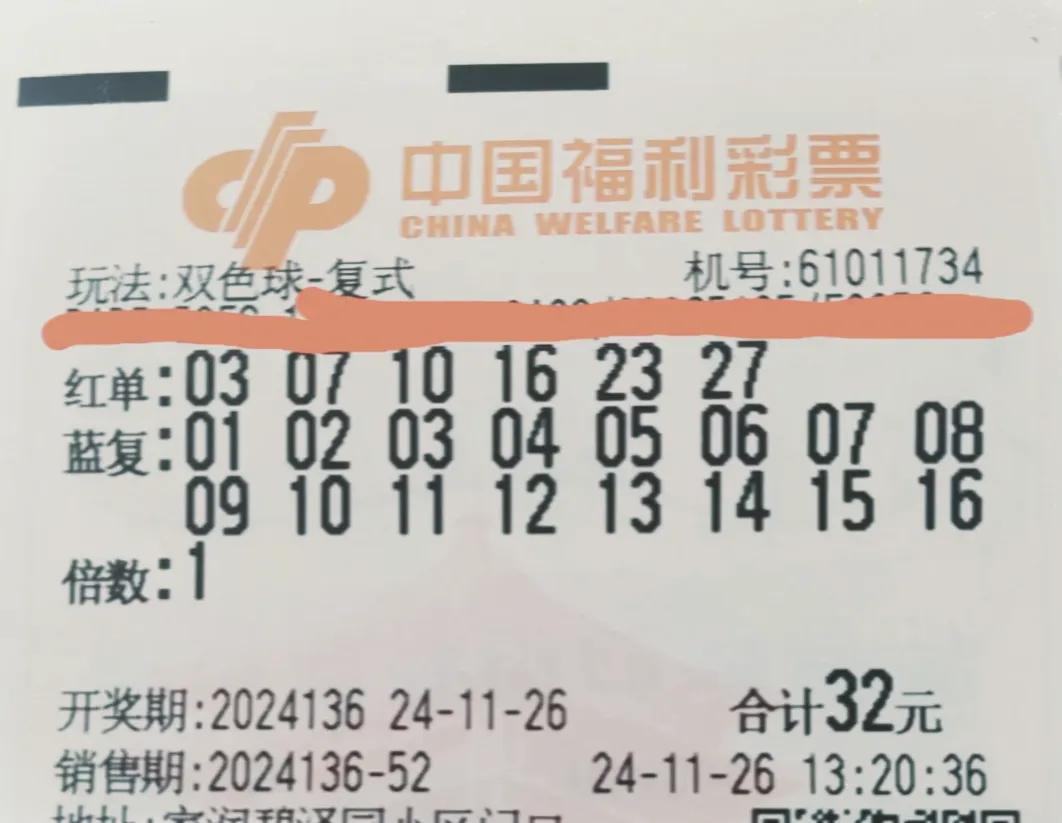 中国福利彩票
CHINA WELFARE LOTTERY
玩法:双色球-复式 机号:61011734
红单:03 07 10 16 23 27
蓝复:01 02 03 04 05 06 07 08
09 10 11 12 13 14 15 16
倍数:1
开奖期:2024136 24-11-26 合计32元
销售期:2024136-52 24-11-26 13:20:36